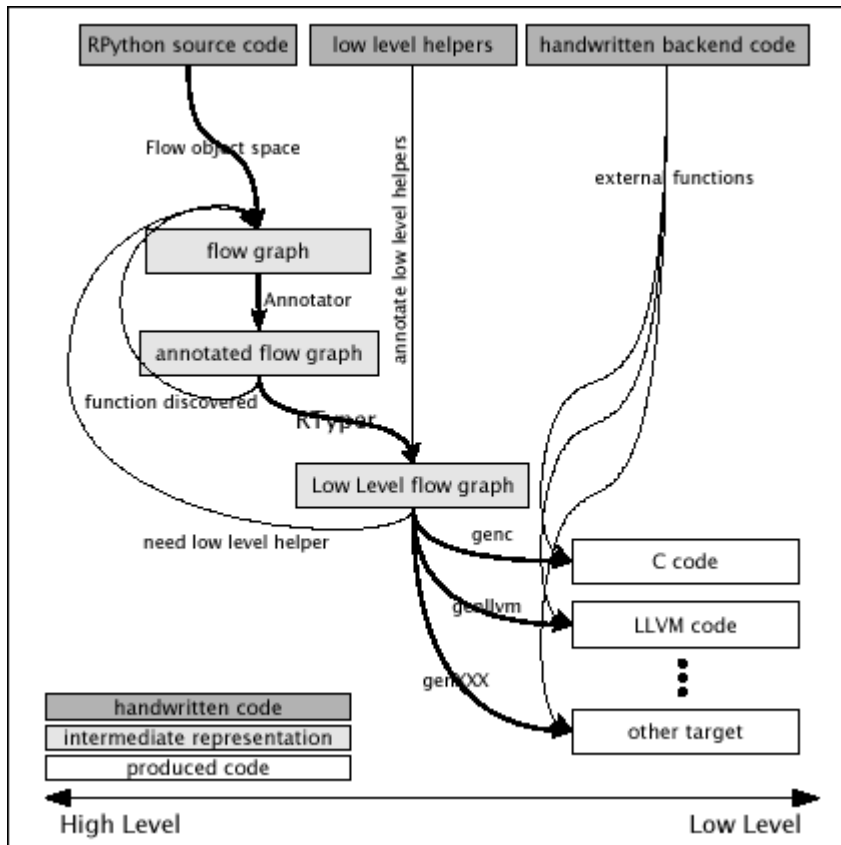 RPython source code
low level helpers
handwritten backend code
Flow object space
annotate low level helpers
external functions
flow graph
Annotator
annotated flow graph
function discovered
RTyper
Low Level flow graph
need low level helper
genc
C code
genllvm
LLVM code
genXXX
other target
handwritten code
intermediate representation
produced code
High Level
Low Level